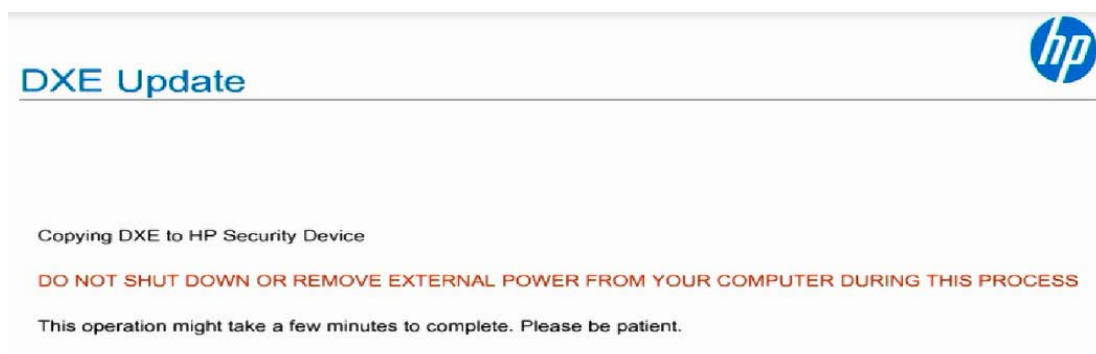 hp
DXE Update
Copying DXE to HP Security Device
DO NOT SHUT DOWN OR REMOVE EXTERNAL POWER FROM YOUR COMPUTER DURING THIS PROCESS
This operation might take a few minutes to complete. Please be patient.